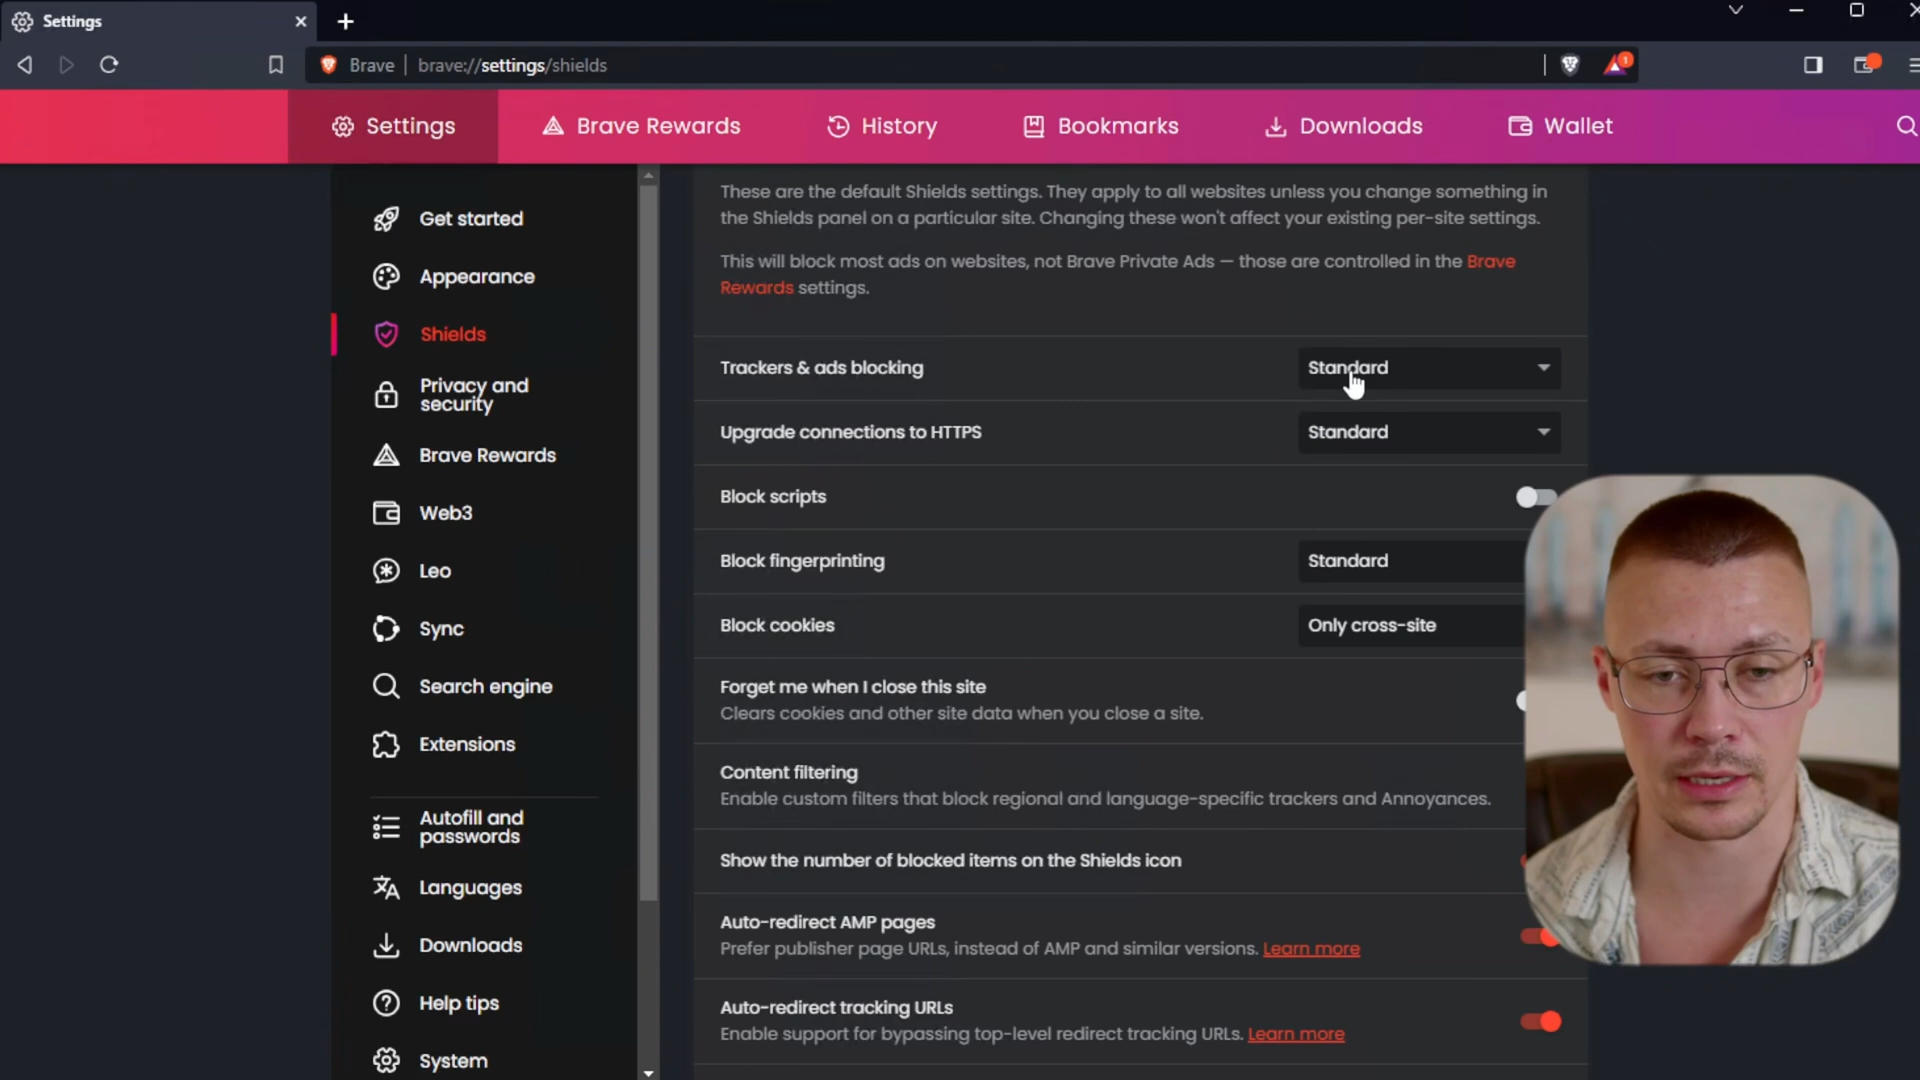 Settings
Brave | brave://settings/shields
1
Settings
Brave Rewards
History
Bookmarks
Downloads
Wallet
Get started
Appearance
Shields
Privacy and
security
Brave Rewards
Web3
Leo
Sync
Search engine
Extensions
Autofill and
passwords
Languages
Downloads
Help tips
System
These are the default Shields settings. They apply to all websites unless you change something in
the Shields panel on a particular site. Changing these won't affect your existing per-site settings.
This will block most ads on websites, not Brave Private Ads — those are controlled in the Brave
Rewards settings.
Trackers & ads blocking
Standard
Upgrade connections to HTTPS
Standard
Block scripts
Block fingerprinting
Standard
Block cookies
Only cross-site
Forget me when I close this site
Clears cookies and other site data when you close a site.
Content filtering
Enable custom filters that block regional and language-specific trackers and Annoyances.
Show the number of blocked items on the Shields icon
Auto-redirect AMP pages
Prefer publisher page URLs, instead of AMP and similar versions. Learn more
Auto-redirect tracking URLs
Enable support for bypassing top-level redirect tracking URLs. Learn more